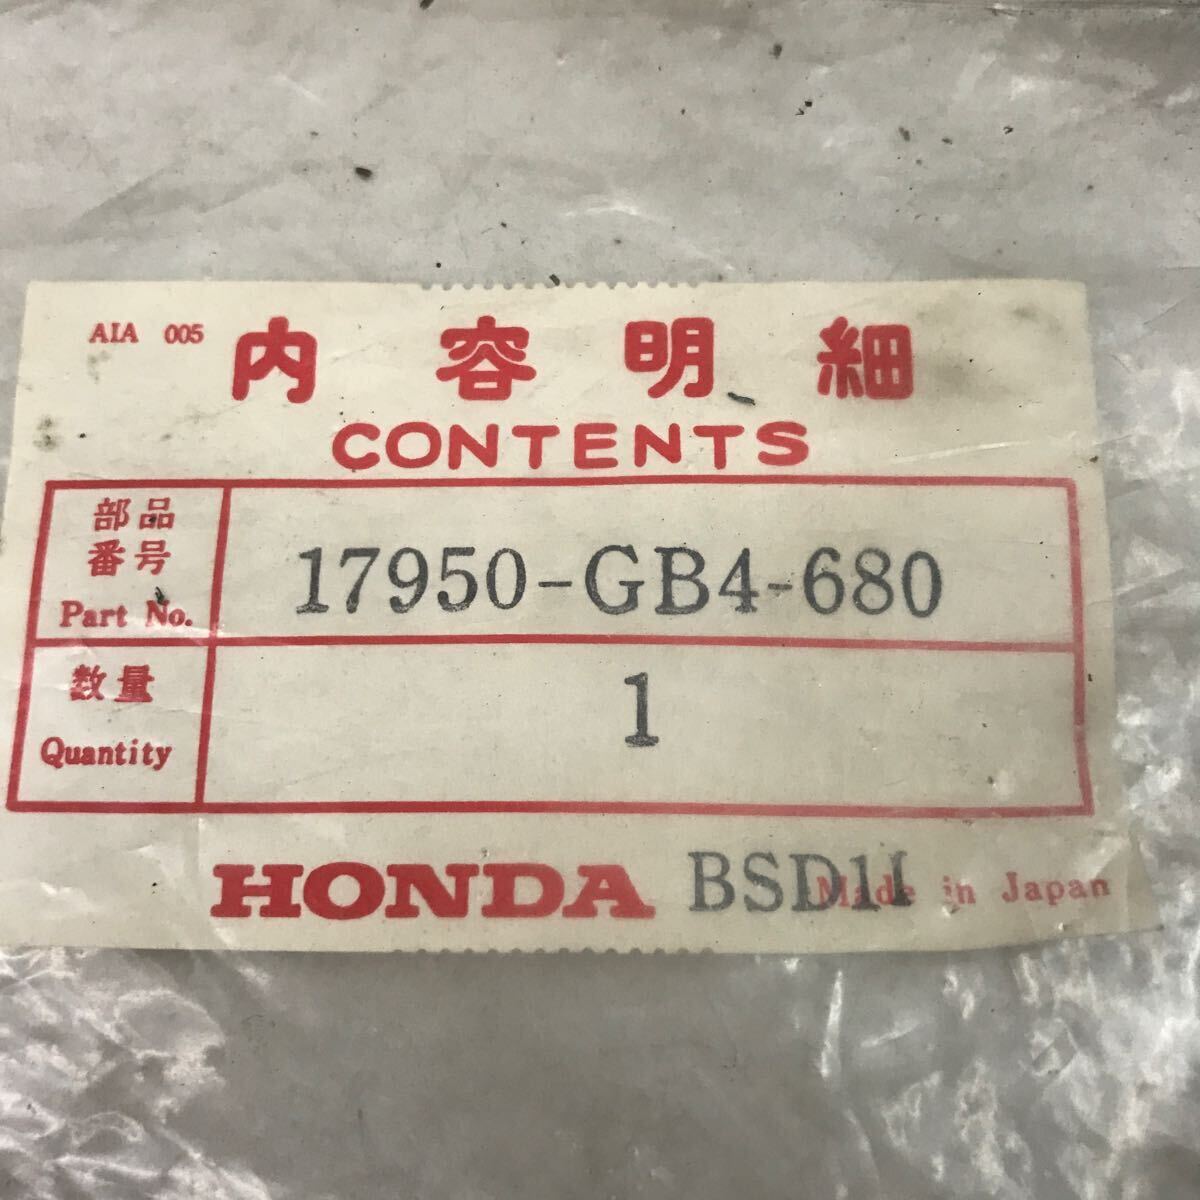 AIA 005
内容明細
CONTENTS
部品
番号
Part No.
17950-GB4-680
数量
Quantity
1
HONDA BSD1I Made in Japan